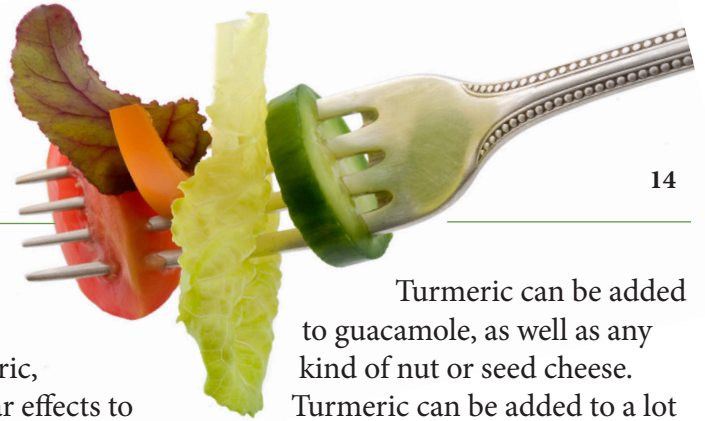 14
ric,
r effects to
Turmeric can be added
to guacamole, as well as any
kind of nut or seed cheese.
Turmeric can be added to a lot